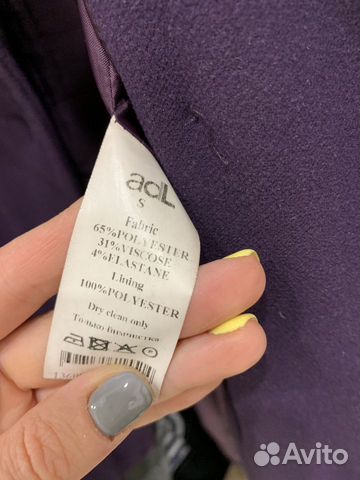 adL
S
Fabric
65%POLYESTER
31%VISCOSE
4%ELASTANE
Lining
100%POLYESTER
Dry clean only
Только химчистка
Avito